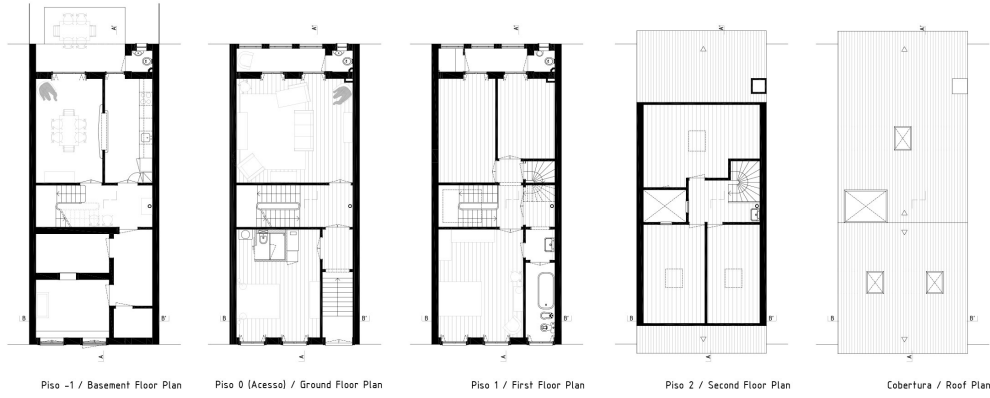 A'
A'
A'
A'
A'
B
B'
B
B'
B
B'
B
B'
B
B'
A
A
A
A
A
Piso -1 / Basement Floor Plan
Piso 0 (Acesso) / Ground Floor Plan
Piso 1 / First Floor Plan
Piso 2 / Second Floor Plan
Cobertura / Roof Plan